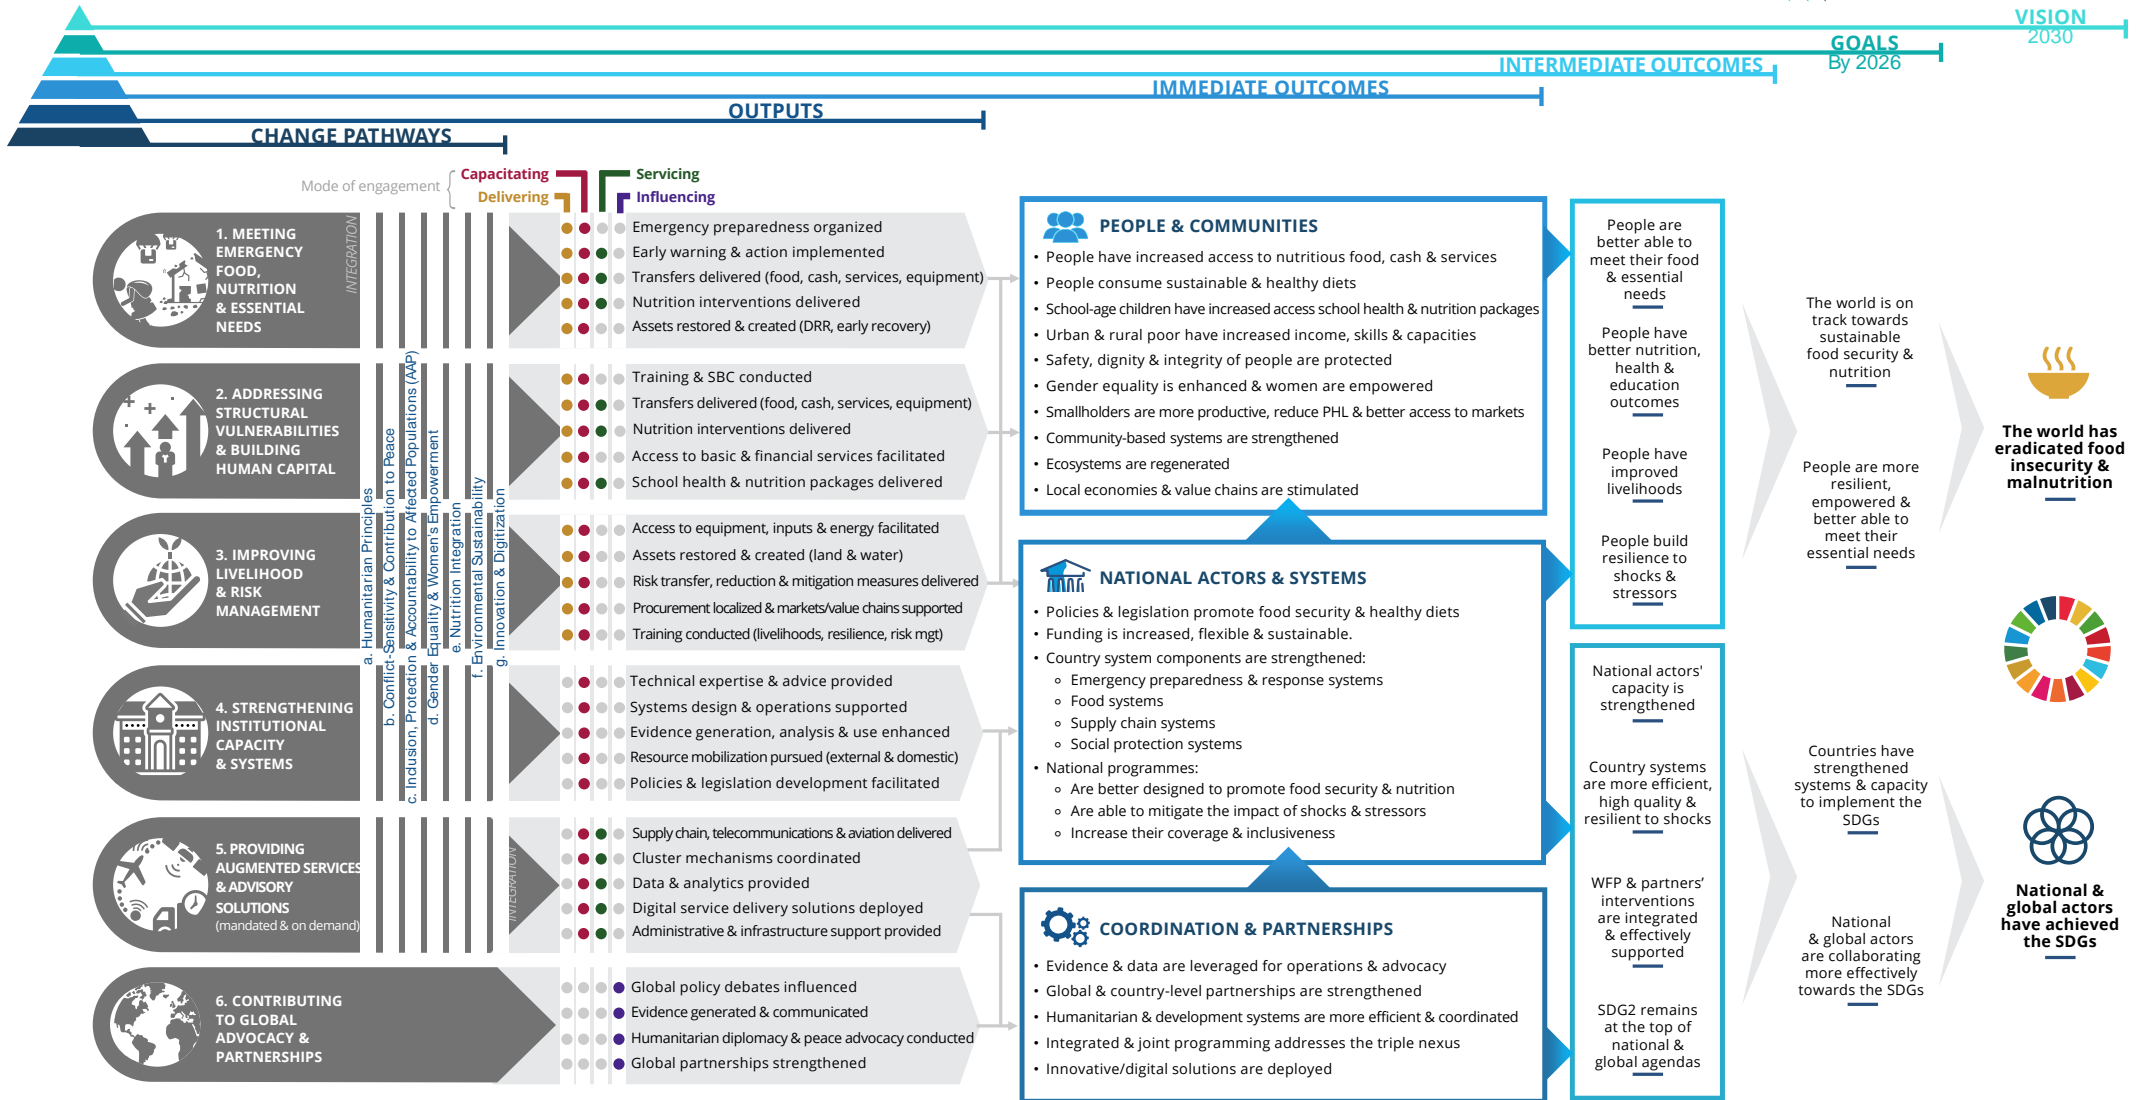 VISION
2030
GOALS
By 2026
INTERMEDIATE OUTCOMES
IMMEDIATE OUTCOMES
OUTPUTS
CHANGE PATHWAYS
Mode of engagement
Capacitating
Delivering
Servicing
Influencing
INTEGRATION
1. MEETING
EMERGENCY
FOOD,
NUTRITION
& ESSENTIAL
NEEDS
Emergency preparedness organized
Early warning & action implemented
Transfers delivered (food, cash, services, equipment)
Nutrition interventions delivered
Assets restored & created (DRR, early recovery)
2. ADDRESSING
STRUCTURAL
VULNERABILITIES
& BUILDING
HUMAN CAPITAL
Training & SBC conducted
Transfers delivered (food, cash, services, equipment)
Nutrition interventions delivered
Access to basic & financial services facilitated
School health & nutrition packages delivered
3. IMPROVING
LIVELIHOOD
& RISK
MANAGEMENT
Access to equipment, inputs & energy facilitated
Assets restored & created (land & water)
Risk transfer, reduction & mitigation measures delivered
Procurement localized & markets/value chains supported
Training conducted (livelihoods, resilience, risk mgt)
4. STRENGTHENING
INSTITUTIONAL
CAPACITY
& SYSTEMS
Technical expertise & advice provided
Systems design & operations supported
Evidence generation, analysis & use enhanced
Resource mobilization pursued (external & domestic)
Policies & legislation development facilitated
5. PROVIDING
AUGMENTED SERVICES
& ADVISORY
SOLUTIONS
(mandated & on demand)
INTEGRATION
Supply chain, telecommunications & aviation delivered
Cluster mechanisms coordinated
Data & analytics provided
Digital service delivery solutions deployed
Administrative & infrastructure support provided
6. CONTRIBUTING
TO GLOBAL
ADVOCACY &
PARTNERSHIPS
Global policy debates influenced
Evidence generated & communicated
Humanitarian diplomacy & peace advocacy conducted
Global partnerships strengthened
a. Humanitarian Principles
b. Conflict-Sensitivity & Contribution to Peace
c. Inclusion, Protection & Accountability to Affected Populations (AAP)
d. Gender Equality & Women's Empowerment
e. Nutrition Integration
f. Environmental Sustainability
g. Innovation & Digitization
PEOPLE & COMMUNITIES
• People have increased access to nutritious food, cash & services
• People consume sustainable & healthy diets
• School-age children have increased access school health & nutrition packages
• Urban & rural poor have increased income, skills & capacities
• Safety, dignity & integrity of people are protected
• Gender equality is enhanced & women are empowered
• Smallholders are more productive, reduce PHL & better access to markets
• Community-based systems are strengthened
• Ecosystems are regenerated
• Local economies & value chains are stimulated
NATIONAL ACTORS & SYSTEMS
• Policies & legislation promote food security & healthy diets
• Funding is increased, flexible & sustainable.
• Country system components are strengthened:
Emergency preparedness & response systems
Food systems
Supply chain systems
Social protection systems
• National programmes:
Are better designed to promote food security & nutrition
Are able to mitigate the impact of shocks & stressors
Increase their coverage & inclusiveness
COORDINATION & PARTNERSHIPS
• Evidence & data are leveraged for operations & advocacy
• Global & country-level partnerships are strengthened
• Humanitarian & development systems are more efficient & coordinated
• Integrated & joint programming addresses the triple nexus
• Innovative/digital solutions are deployed
People are
better able to
meet their food
& essential
needs
People have
better nutrition,
health &
education
outcomes
People have
improved
livelihoods
People build
resilience to
shocks &
stressors
National actors'
capacity is
strengthened
Country systems
are more efficient,
high quality &
resilient to shocks
WFP & partners’
interventions
are integrated
& effectively
supported
SDG2 remains
at the top of
national &
global agendas
The world is on
track towards
sustainable
food security &
nutrition
People are more
resilient,
empowered &
better able to
meet their
essential needs
Countries have
strengthened
systems & capacity
to implement the
SDGs
National
& global actors
are collaborating
more effectively
towards the SDGs
The world has
eradicated food
insecurity &
malnutrition
National &
global actors
have achieved
the SDGs